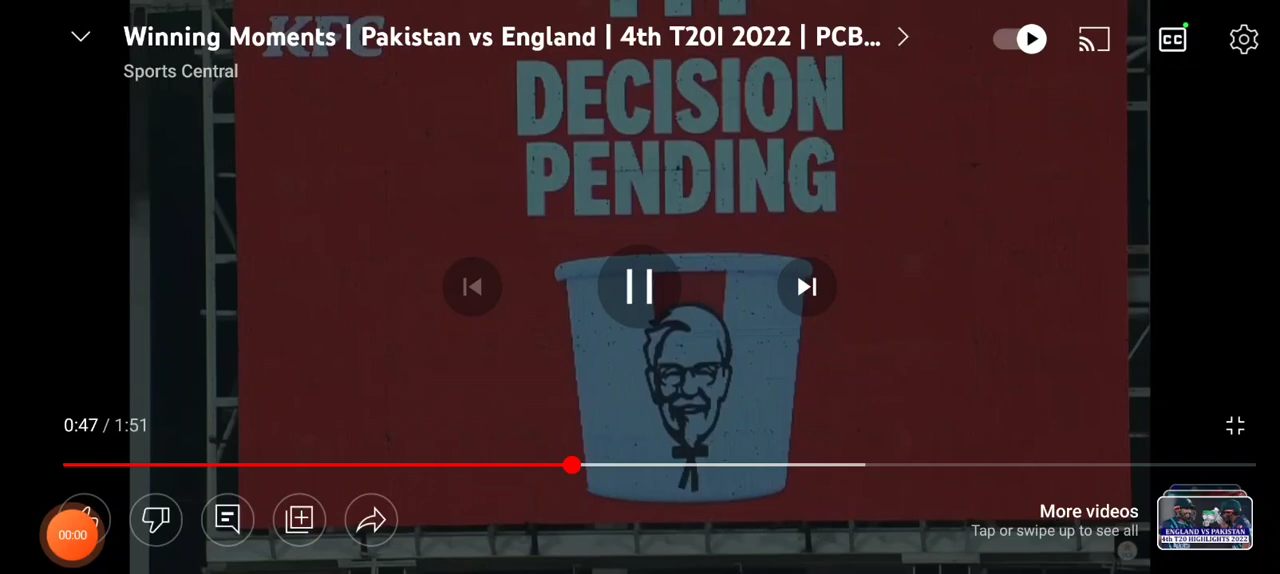 Winning Moments | Pakistan vs England | 4th T20I 2022 | PCB...
Sports Central
KFC
DECISION
PENDING
0:47 / 1:51
More videos
Tap or swipe up to see all
ENGLAND VS PAKISTAN
4th T20 HIGHLIGHTS 2022
00:00
CC